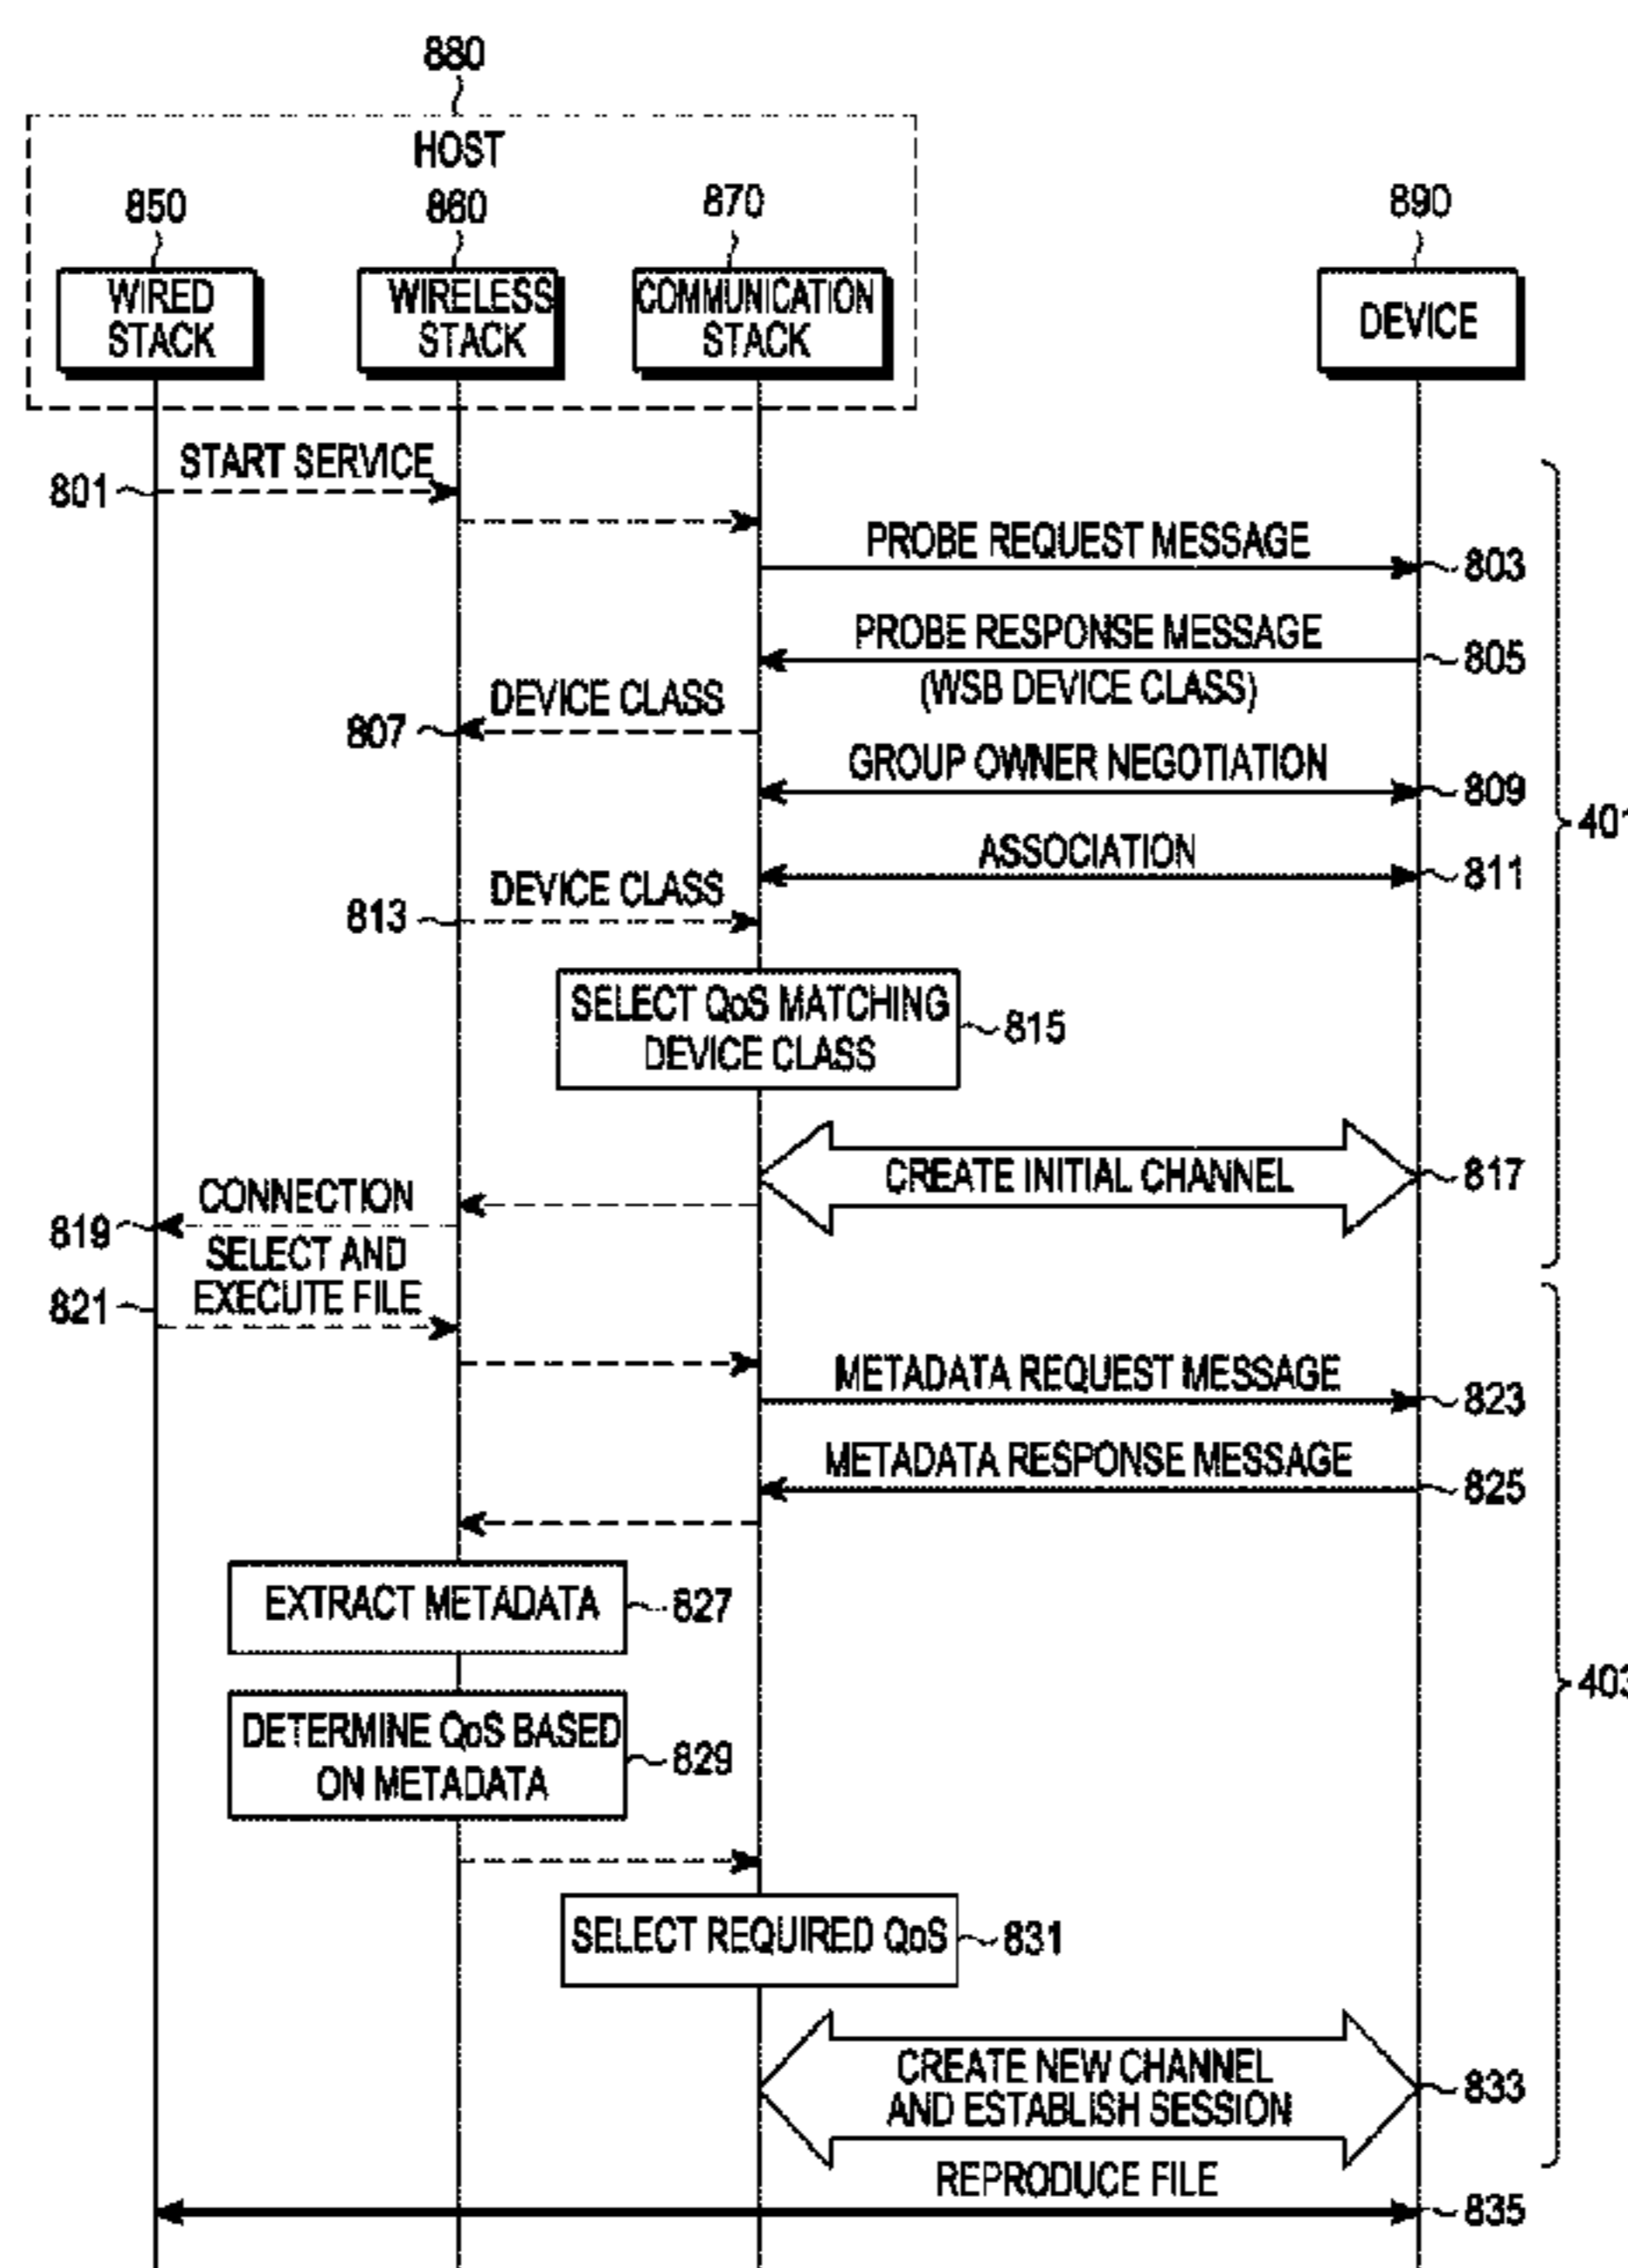 880
HOST
850
860
870
890
WIRED
STACK
WIRELESS
STACK
COMMUNICATION
STACK
DEVICE
START SERVICE
801
PROBE REQUEST MESSAGE
803
PROBE RESPONSE MESSAGE
805
(WSB DEVICE CLASS)
DEVICE CLASS
807
GROUP OWNER NEGOTIATION
809
401
ASSOCIATION
811
DEVICE CLASS
813
SELECT QoS MATCHING
DEVICE CLASS
815
CREATE INITIAL CHANNEL
817
CONNECTION
819
SELECT AND
EXECUTE FILE
821
METADATA REQUEST MESSAGE
823
METADATA RESPONSE MESSAGE
825
EXTRACT METADATA
827
403
DETERMINE QoS BASED
ON METADATA
829
SELECT REQUIRED QoS
831
CREATE NEW CHANNEL
AND ESTABLISH SESSION
833
REPRODUCE FILE
835